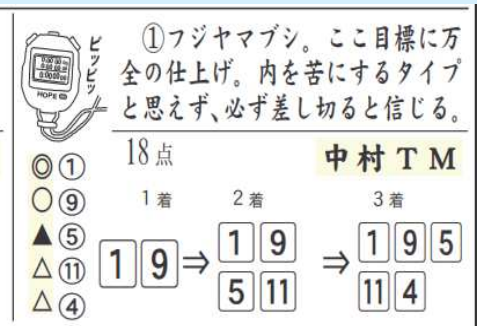 ①フジヤマブシ。ここ目標に万
全の仕上げ。内を苦にするタイプ
と思えず、必ず差し切ると信じる。
ピッピッ
HOPE
18点
中村TM
◎①
○⑨
▲⑤
△⑪
△④
1着 2着 3着
1 9 ⇒ 1 9 5 11 ⇒ 1 9 5 11 4